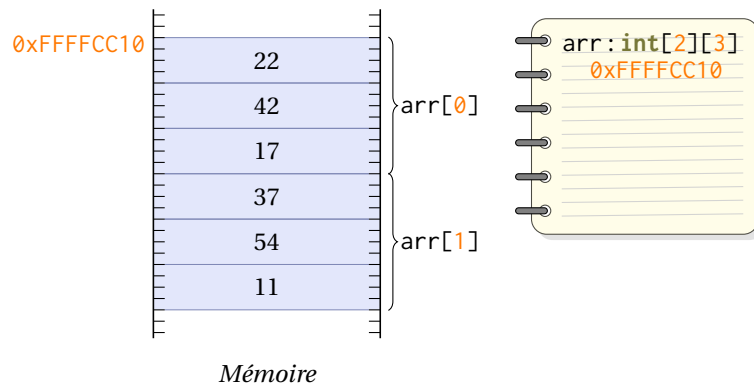 0xFFFFCC10
22
42
17
arr[0]
37
54
11
arr[1]
Mémoire
arr:int[2][3]
0xFFFFCC10